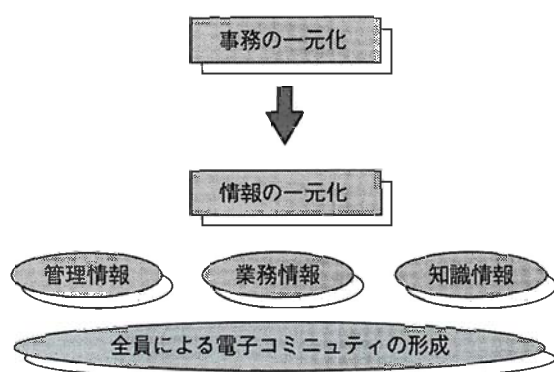 事務の一元化
情報の一元化
管理情報 業務情報 知識情報
全員による電子コミニュティの形成